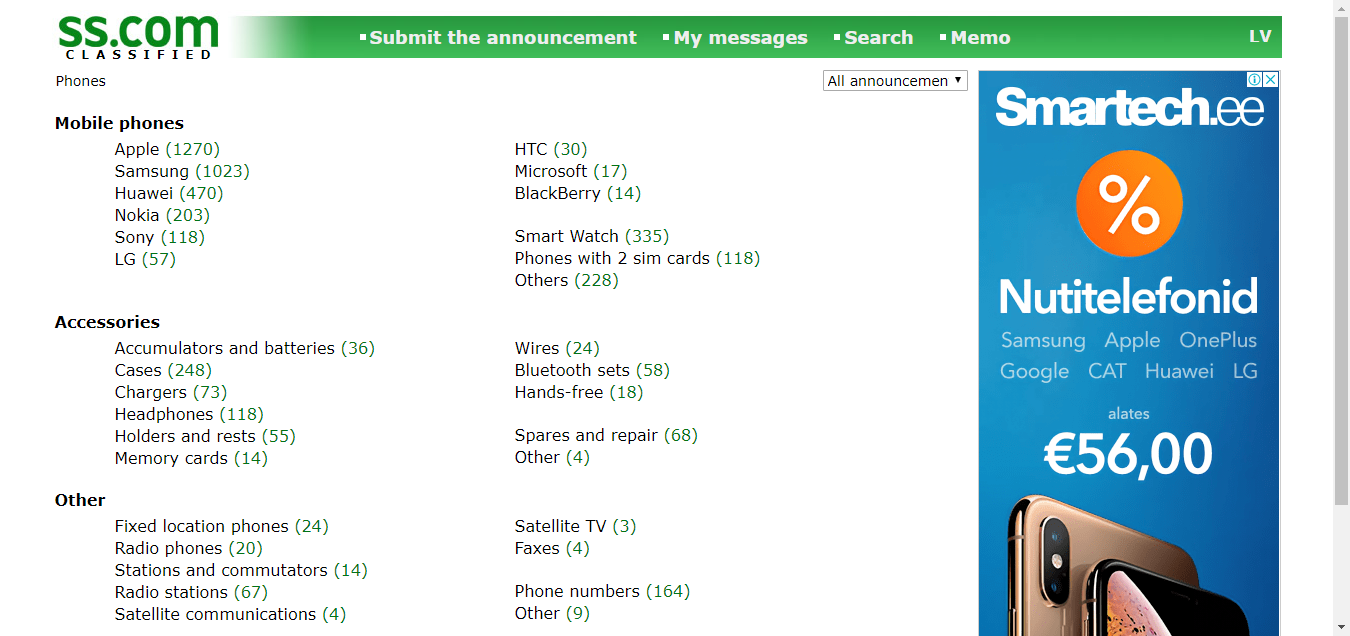 ss.com
CLASSIFIED
Submit the announcement
My messages
Search
Memo
LV
Phones
All announcemen
Mobile phones
Apple (1270)
Samsung (1023)
Huawei (470)
Nokia (203)
Sony (118)
LG (57)
HTC (30)
Microsoft (17)
BlackBerry (14)
Smart Watch (335)
Phones with 2 sim cards (118)
Others (228)
Accessories
Accumulators and batteries (36)
Cases (248)
Chargers (73)
Headphones (118)
Holders and rests (55)
Memory cards (14)
Wires (24)
Bluetooth sets (58)
Hands-free (18)
Spares and repair (68)
Other (4)
Other
Fixed location phones (24)
Radio phones (20)
Stations and commutators (14)
Radio stations (67)
Satellite communications (4)
Satellite TV (3)
Faxes (4)
Phone numbers (164)
Other (9)
Smartech.ee
%
Nutitelefonid
Samsung Apple OnePlus
Google CAT Huawei LG
alates
€56,00